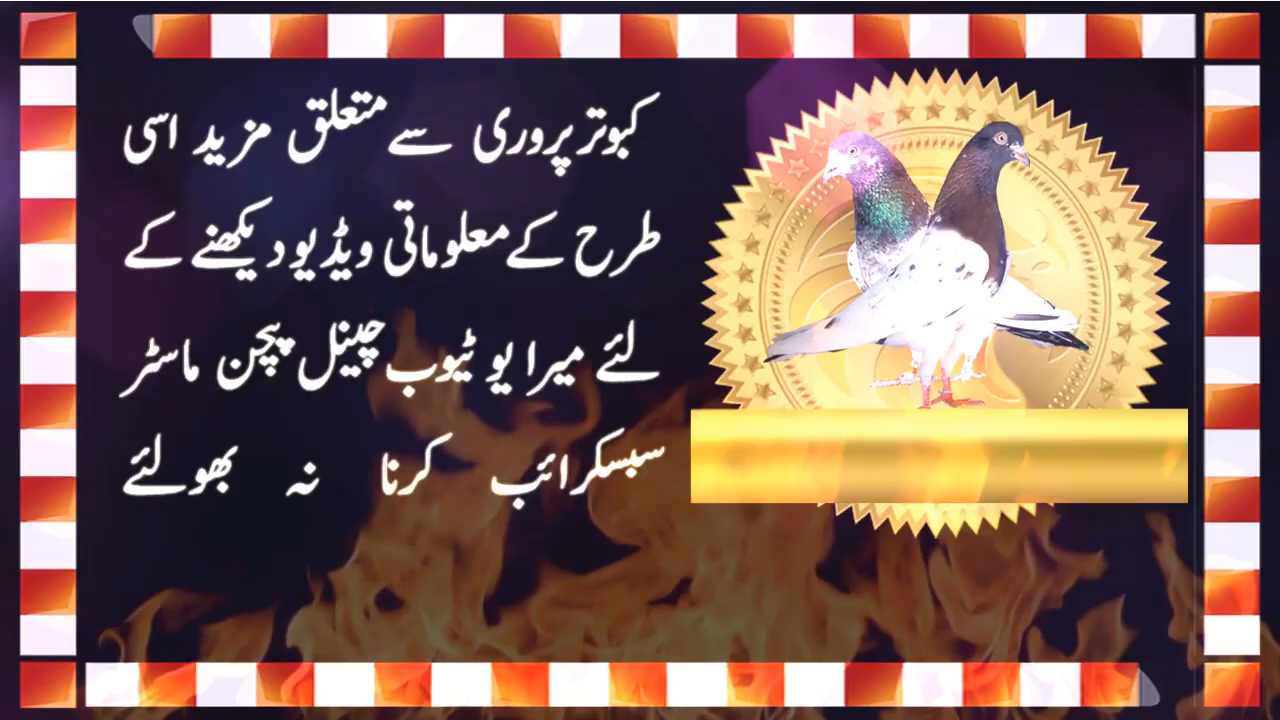 کبوتر پروری سے متعلق مزید اسی
طرح کے معلوماتی ویڈیو دیکھنے کے
لئے میرا یو ٹیوب چینل پیجن ماسٹر
سبسکرائب کرنا نہ بھولئے